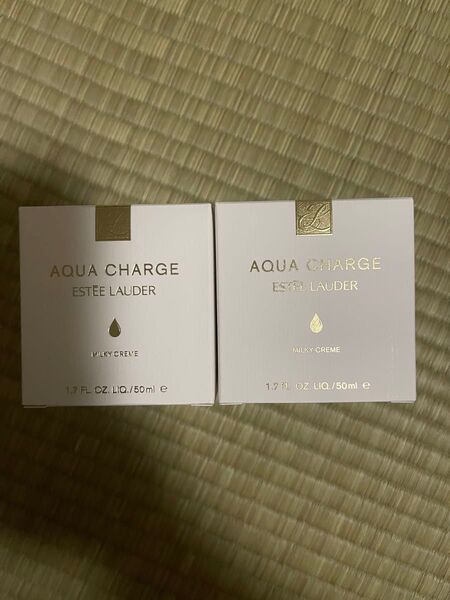 AQUA CHARGE
ESTĒE LAUDER
MILKY CREME
1.7 FL. OZ. LIQ./50ml e
AQUA CHARGE
ESTĒE LAUDER
MILKY CREME
1.7 FL. OZ. LIQ./50ml e